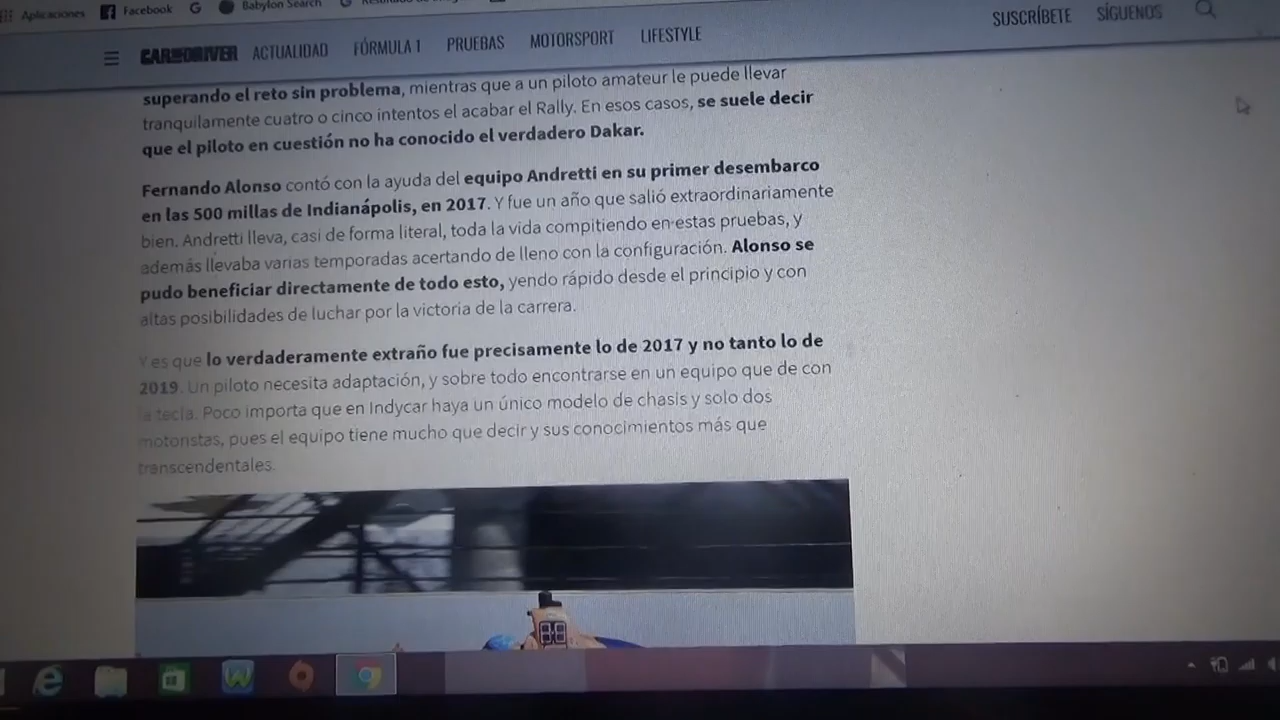 Aplicaciones Facebook G Babylon Search G
CAR AND DRIVER ACTUALIDAD FÓRMULA 1 PRUEBAS MOTORSPORT LIFESTYLE SUSCRÍBETE SÍGUENOS
superando el reto sin problema, mientras que a un piloto amateur le puede llevar
tranquilamente cuatro o cinco intentos el acabar el Rally. En esos casos, se suele decir
que el piloto en cuestión no ha conocido el verdadero Dakar.
Fernando Alonso contó con la ayuda del equipo Andretti en su primer desembarco
en las 500 millas de Indianápolis, en 2017. Y fue un año que salió extraordinariamente
bien. Andretti lleva, casi de forma literal, toda la vida compitiendo en estas pruebas, y
además llevaba varias temporadas acertando de lleno con la configuración. Alonso se
pudo beneficiar directamente de todo esto, yendo rápido desde el principio y con
altas posibilidades de luchar por la victoria de la carrera.
Y es que lo verdaderamente extraño fue precisamente lo de 2017 y no tanto lo de
2019. Un piloto necesita adaptación, y sobre todo encontrarse en un equipo que de con
la tecla. Poco importa que en Indycar haya un único modelo de chasis y solo dos
motoristas, pues el equipo tiene mucho que decir y sus conocimientos más que
transcendentales.